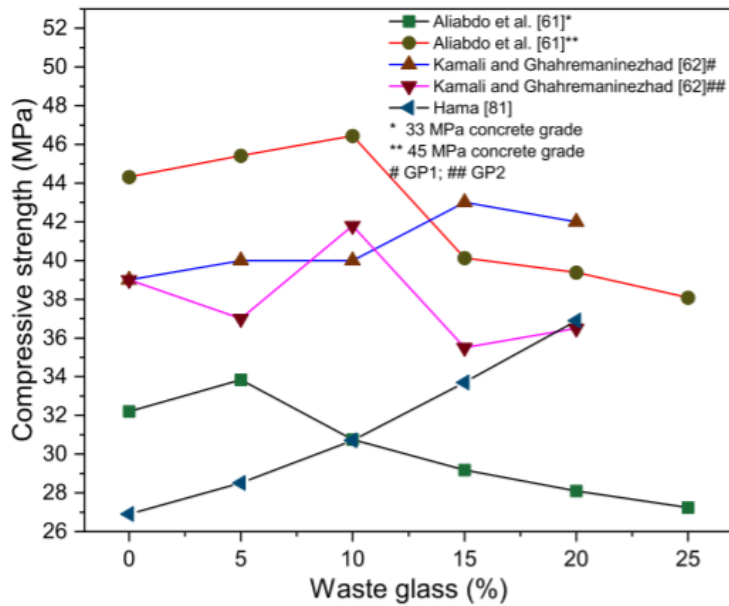 52
50
48
46
44
42
40
38
36
34
32
30
28
26
Compressive strength (MPa)
Aliabdo et al. [61]*
Aliabdo et al. [61]**
Kamali and Ghahremaninezhad [62]#
Kamali and Ghahremaninezhad [62]##
Hama [81]
* 33 MPa concrete grade
** 45 MPa concrete grade
# GP1; ## GP2
0 5 10 15 20 25
Waste glass (%)